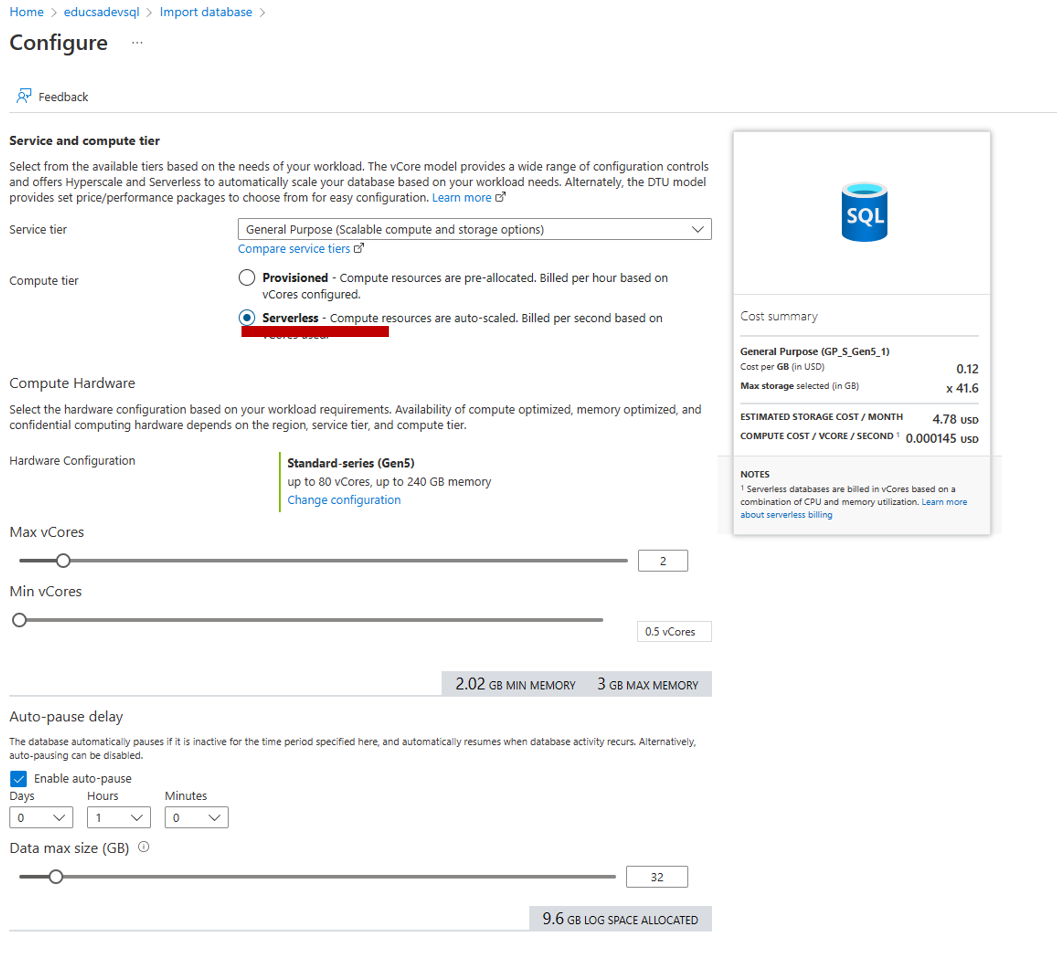 Home > educsadevsql > Import database >
Configure ...
Feedback
Service and compute tier
Select from the available tiers based on the needs of your workload. The vCore model provides a wide range of configuration controls
and offers Hyperscale and Serverless to automatically scale your database based on your workload needs. Alternately, the DTU model
provides set price/performance packages to choose from for easy configuration. Learn more
Service tier
General Purpose (Scalable compute and storage options)
Compare service tiers
Compute tier
Provisioned - Compute resources are pre-allocated. Billed per hour based on
vCores configured.
Serverless - Compute resources are auto-scaled. Billed per second based on
vCores used.
Compute Hardware
Select the hardware configuration based on your workload requirements. Availability of compute optimized, memory optimized, and
confidential computing hardware depends on the region, service tier, and compute tier.
Hardware Configuration
Standard-series (Gen5)
up to 80 vCores, up to 240 GB memory
Change configuration
Max vCores
2
Min vCores
0.5 vCores
2.02 GB MIN MEMORY 3 GB MAX MEMORY
Auto-pause delay
The database automatically pauses if it is inactive for the time period specified here, and automatically resumes when database activity recurs. Alternatively,
auto-pausing can be disabled.
Enable auto-pause
Days Hours Minutes
0 1 0
Data max size (GB)
32
9.6 GB LOG SPACE ALLOCATED
SQL
Cost summary
General Purpose (GP_S_Gen5_1)
Cost per GB (in USD) 0.12
Max storage selected (in GB) x 41.6
ESTIMATED STORAGE COST / MONTH 4.78 USD
COMPUTE COST / VCORE / SECOND ¹ 0.000145 USD
NOTES
¹ Serverless databases are billed in vCores based on a
combination of CPU and memory utilization. Learn more
about serverless billing